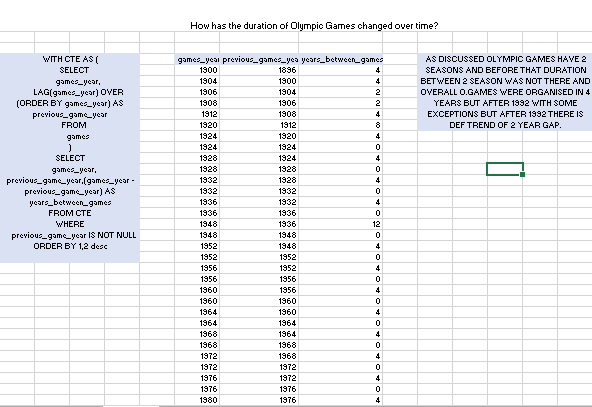 How has the duration of Olympic Games changed over time?
WITH CTE AS (
SELECT
games_year,
LAG(games_year) OVER
(ORDER BY games_year) AS
previous_game_year
FROM
games
)
SELECT
games_year,
previous_game_year,(games_year -
previous_game_year) AS
years_between_games
FROM CTE
WHERE
previous_game_year IS NOT NULL
ORDER BY 1,2 desc
games_year previous_game_yea years_between_games
1900 1896 4
1904 1900 4
1906 1904 2
1908 1906 2
1912 1908 4
1920 1912 8
1924 1920 4
1924 1924 0
1928 1924 4
1928 1928 0
1932 1928 4
1932 1932 0
1936 1932 4
1936 1936 0
1948 1936 12
1948 1948 0
1952 1948 4
1952 1952 0
1956 1952 4
1956 1956 0
1960 1956 4
1960 1960 0
1964 1960 4
1964 1964 0
1968 1964 4
1968 1968 0
1972 1968 4
1972 1972 0
1976 1972 4
1976 1976 0
1980 1976 4
AS DISCUSSED OLYMPIC GAMES HAVE 2
SEASONS AND BEFORE THAT DURATION
BETWEEN 2 SEASON WAS NOT THERE AND
OVERALL O.GAMES WERE ORGANISED IN 4
YEARS BUT AFTER 1992 WITH SOME
EXCEPTIONS BUT AFTER 1992 THERE IS
DEF TREND OF 2 YEAR GAP.